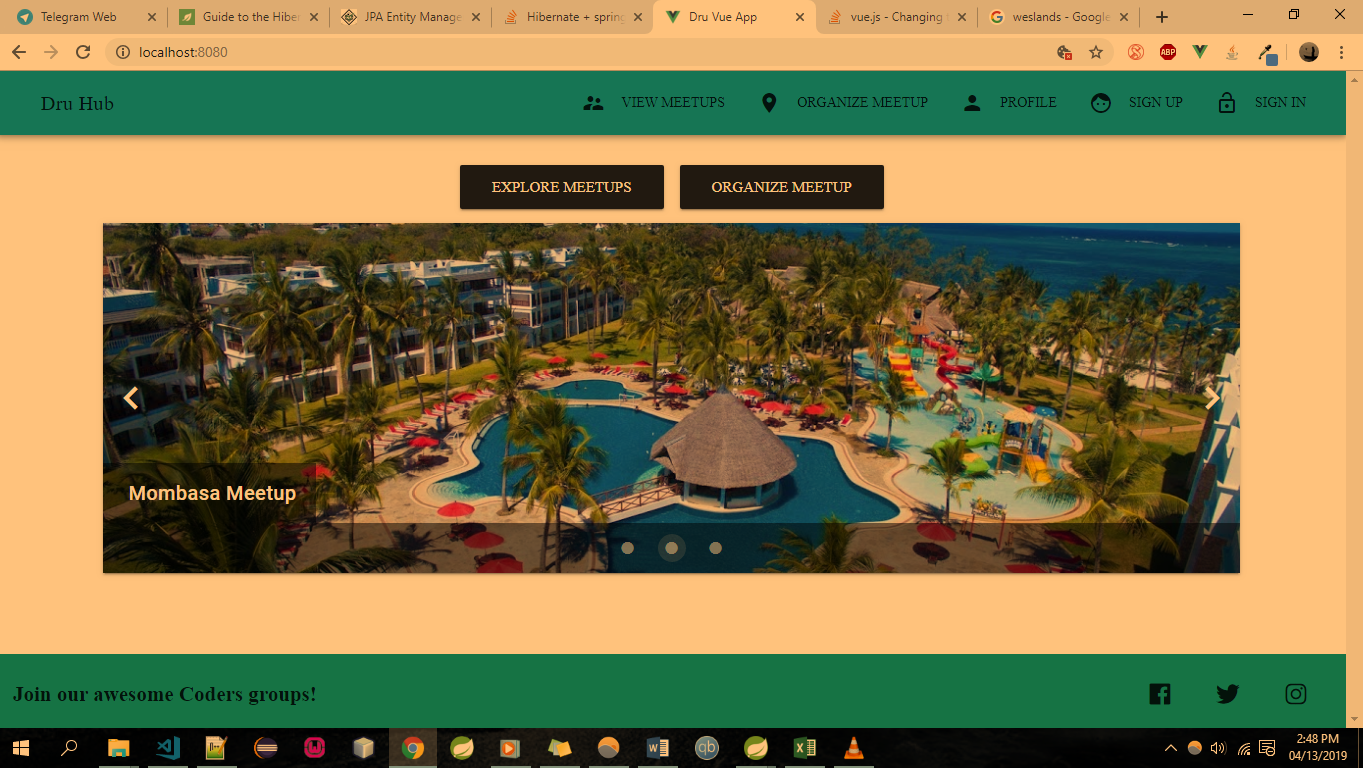 Telegram Web
Guide to the Hiber
JPA Entity Manage
Hibernate + spring
Dru Vue App
vue.js - Changing
weslands - Google
localhost:8080
ABP
Dru Hub
VIEW MEETUPS
ORGANIZE MEETUP
PROFILE
SIGN UP
SIGN IN
EXPLORE MEETUPS
ORGANIZE MEETUP
Mombasa Meetup
Join our awesome Coders groups!
qb
2:48 PM
04/13/2019